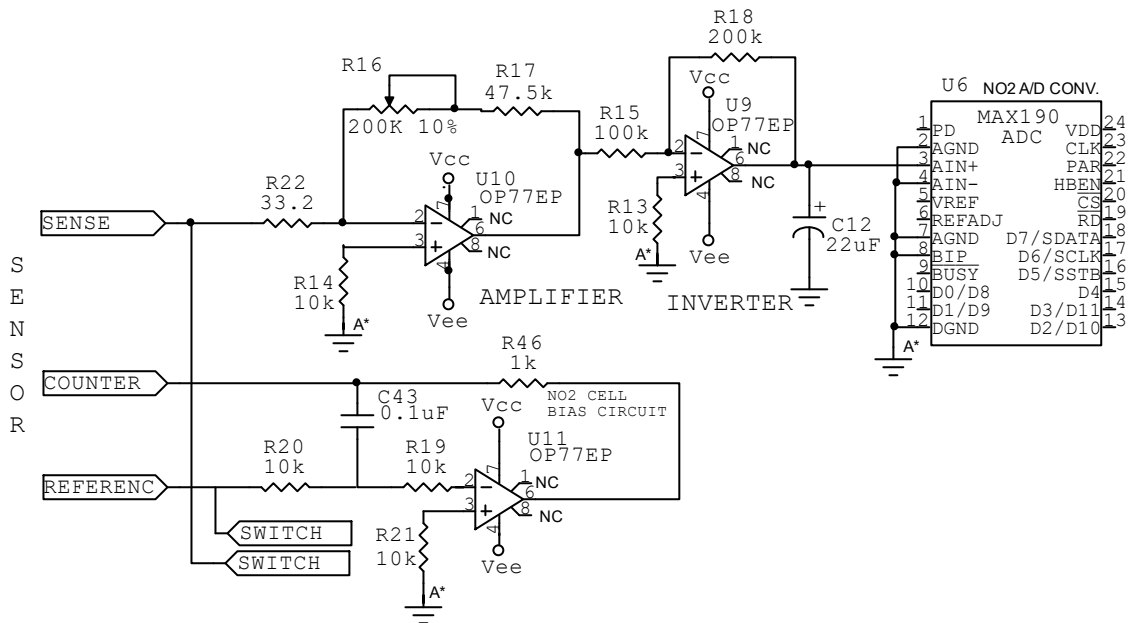 R18
200k
R16
R17
47.5k
200K 10%
Vcc
7
2
-
3
+
4
Vee
U10
OP77EP
1
NC
6
8
NC
R22
33.2
SENSE
R14
10k
A*
AMPLIFIER
R15
100k
Vcc
7
U9
OP77EP
2
-
3
+
4
1
NC
6
8
NC
Vee
R13
10k
A*
INVERTER
+
C12
22uF
U6 NO2 A/D CONV.
MAX190
ADC
1 PD VDD 24
2 AGND CLK 23
3 AIN+ PAR 22
4 AIN- HBEN 21
5 VREF CS 20
6 REFADJ RD 19
7 AGND D7/SDATA 18
8 BIP D6/SCLK 17
9 BUSY D5/SSTB 16
10 D0/D8 D4 15
11 D1/D9 D3/D11 14
12 DGND D2/D10 13
A*
SENSOR
COUNTER
R46
1k
NO2 CELL
BIAS CIRCUIT
C43
0.1uF
Vcc
7
U11
OP77EP
R20
10k
R19
10k
2
-
3
+
4
1
NC
6
8
NC
Vee
REFERENC
R21
10k
A*
SWITCH
SWITCH